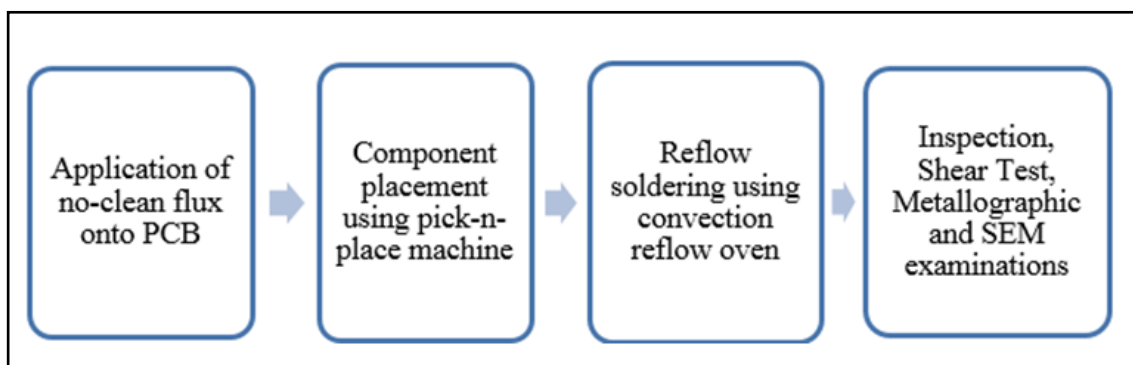 Application of
no-clean flux
onto PCB
Component
placement
using pick-n-
place machine
Reflow
soldering using
convection
reflow oven
Inspection,
Shear Test,
Metallographic
and SEM
examinations